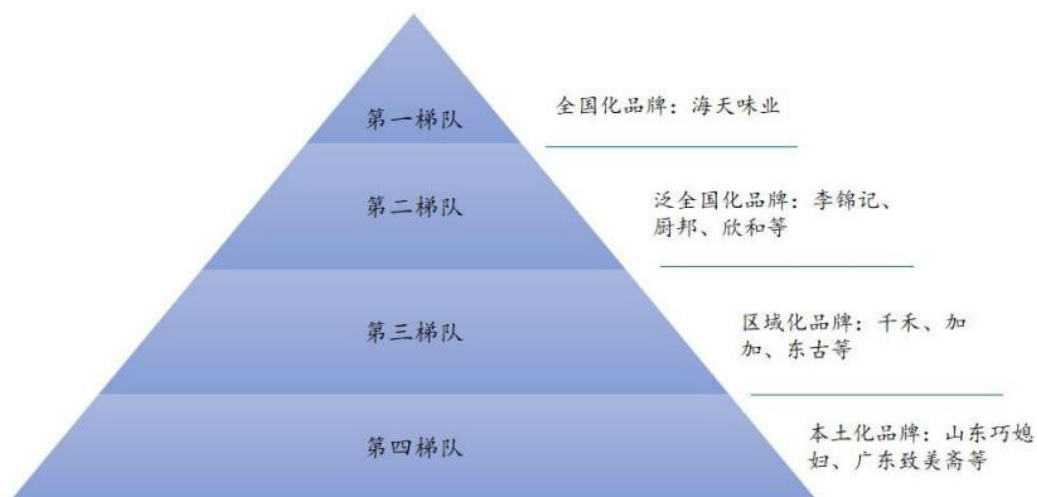 第一梯队
全国化品牌：海天味业
第二梯队
泛全国化品牌：李锦记、
厨邦、欣和等
第三梯队
区域化品牌：千禾、加
加、东古等
第四梯队
本土化品牌：山东巧媳
妇、广东致美斋等